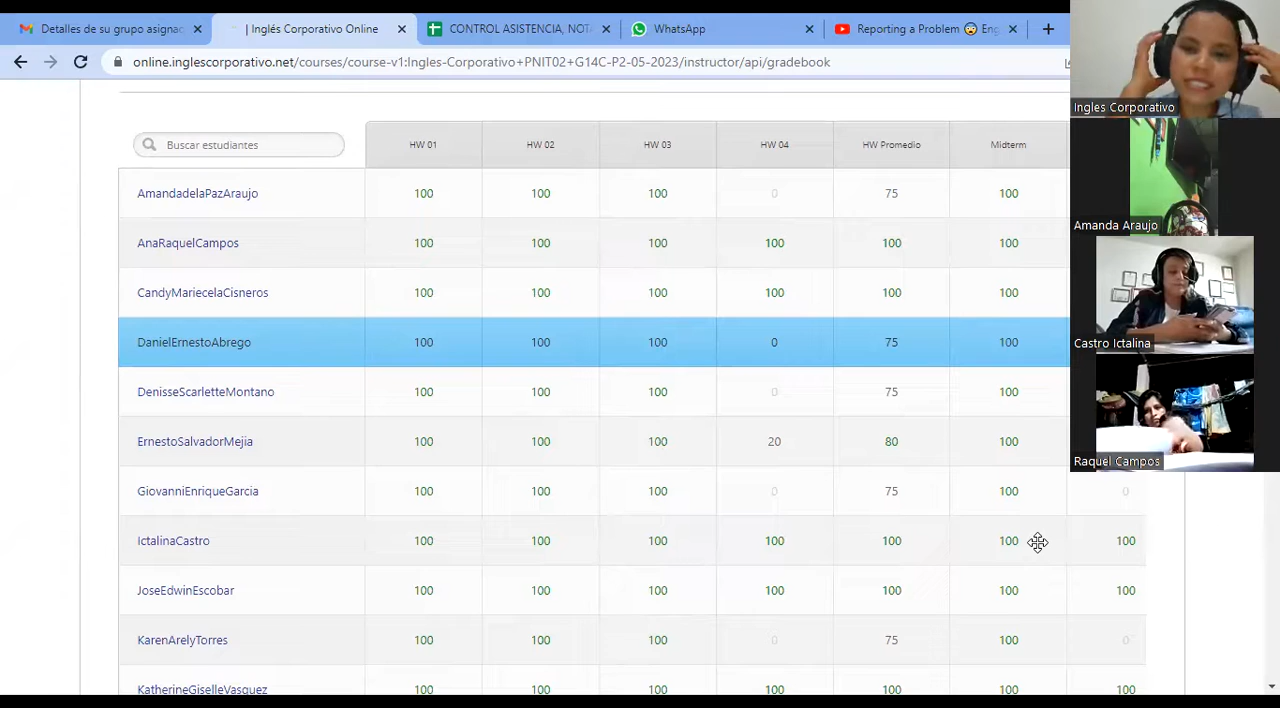 Detalles de su grupo asigna
| Inglés Corporativo Online
CONTROL ASISTENCIA, NOT
WhatsApp
Reporting a Problem 😨 Eng
online.inglescorporativo.net/courses/course-v1:Ingles-Corporativo+PNIT02+G14C-P2-05-2023/instructor/api/gradebook
Ingles Corporativo
Amanda Araujo
Castro Ictalina
Raquel Campos
Buscar estudiantes HW 01 HW 02 HW 03 HW 04 HW Promedio Midterm
AmandadelaPazAraujo 100 100 100 0 75 100
AnaRaquelCampos 100 100 100 100 100 100
CandyMariecelaCisneros 100 100 100 100 100 100
DanielErnestoAbrego 100 100 100 0 75 100
DenisseScarletteMontano 100 100 100 0 75 100
ErnestoSalvadorMejia 100 100 100 20 80 100
GiovanniEnriqueGarcia 100 100 100 0 75 100 0
IctalinaCastro 100 100 100 100 100 100 100
JoseEdwinEscobar 100 100 100 100 100 100 100
KarenArelyTorres 100 100 100 0 75 100 0
KatherineGiselleVasquez 100 100 100 100 100 100 100